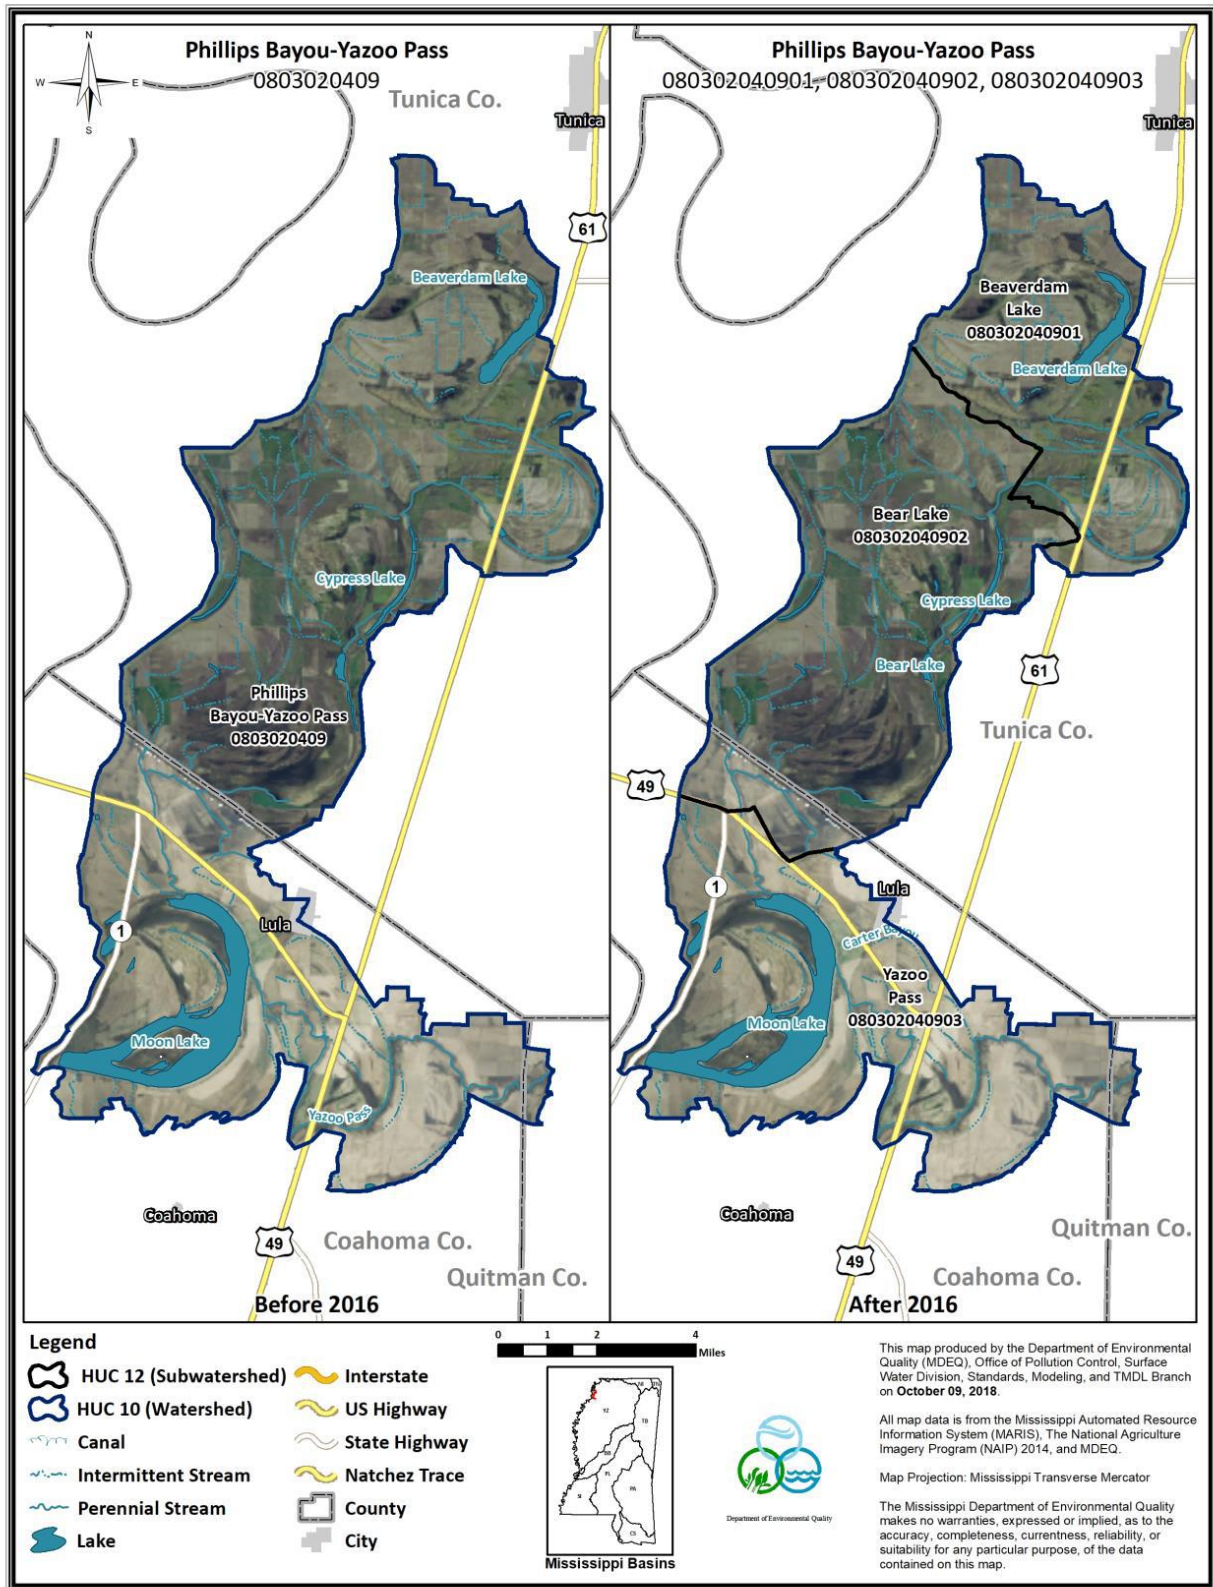 Phillips Bayou-Yazoo Pass
0803020409
N
W
E
S
Tunica Co.
Tunica
61
Beaverdam Lake
Cypress Lake
Phillips
Bayou-Yazoo Pass
0803020409
1
Lula
Moon Lake
Yazoo Pass
Coahoma
49
Coahoma Co.
Quitman Co.
Before 2016
Phillips Bayou-Yazoo Pass
080302040901, 080302040902, 080302040903
Tunica
Beaverdam
Lake
080302040901
Beaverdam Lake
Bear Lake
080302040902
Cypress Lake
Bear Lake
61
Tunica Co.
49
1
Lula
Carter Bayou
Yazoo
Pass
080302040903
Moon Lake
Coahoma
Quitman Co.
49
Coahoma Co.
After 2016
Legend
HUC 12 (Subwatershed)
HUC 10 (Watershed)
Canal
Intermittent Stream
Perennial Stream
Lake
Interstate
US Highway
State Highway
Natchez Trace
County
City
0 1 2 4
Miles
YZ
TB
BB
PL
PA
SI
CS
Mississippi Basins
Department of Environmental Quality
This map produced by the Department of Environmental
Quality (MDEQ), Office of Pollution Control, Surface
Water Division, Standards, Modeling, and TMDL Branch
on October 09, 2018.
All map data is from the Mississippi Automated Resource
Information System (MARIS), The National Agriculture
Imagery Program (NAIP) 2014, and MDEQ.
Map Projection: Mississippi Transverse Mercator
The Mississippi Department of Environmental Quality
makes no warranties, expressed or implied, as to the
accuracy, completeness, currentness, reliability, or
suitability for any particular purpose, of the data
contained on this map.